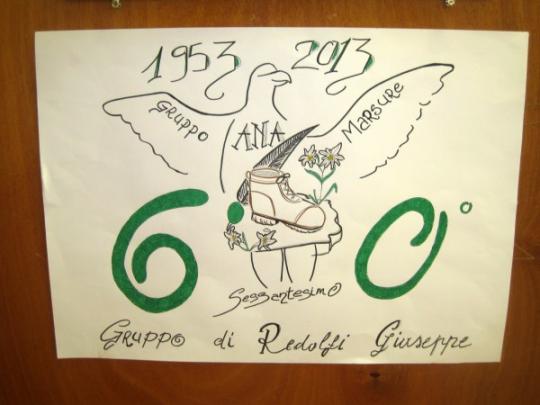 1953 2013
GRUPPO ANA MARSURE
60°
Sessantesimo
GRUPPO di Redolfi Giuseppe